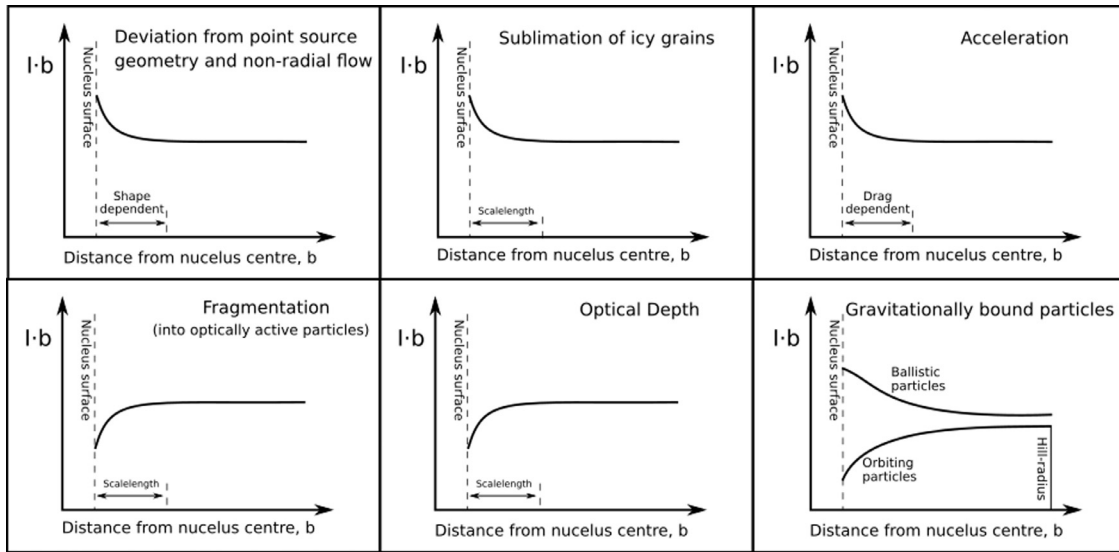 Deviation from point source
geometry and non-radial flow
I·b
Nucleus surface
Shape
dependent
Distance from nucelus centre, b
Sublimation of icy grains
I·b
Nucleus surface
Scalelength
Distance from nucelus centre, b
Acceleration
I·b
Nucleus surface
Drag
dependent
Distance from nucelus centre, b
Fragmentation
(into optically active particles)
I·b
Nucleus surface
Scalelength
Distance from nucelus centre, b
Optical Depth
I·b
Nucleus surface
Scalelength
Distance from nucelus centre, b
Gravitationally bound particles
I·b
Nucleus surface
Ballistic
particles
Orbiting
particles
Hill-radius
Distance from nucelus centre, b